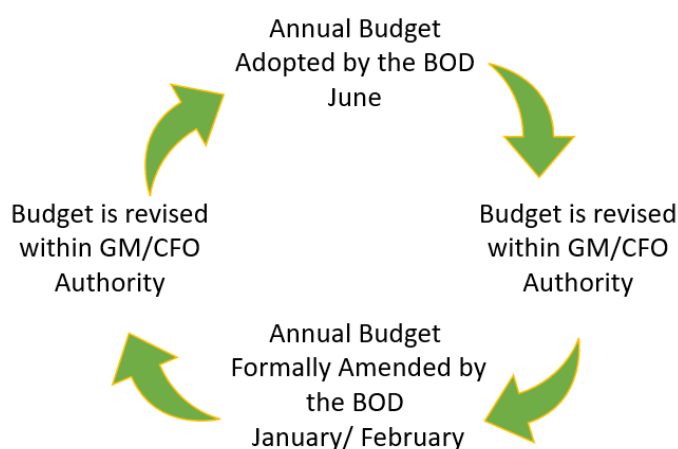 Annual Budget
Adopted by the BOD
June
Budget is revised
within GM/CFO
Authority
Annual Budget
Formally Amended by
the BOD
January/ February
Budget is revised
within GM/CFO
Authority